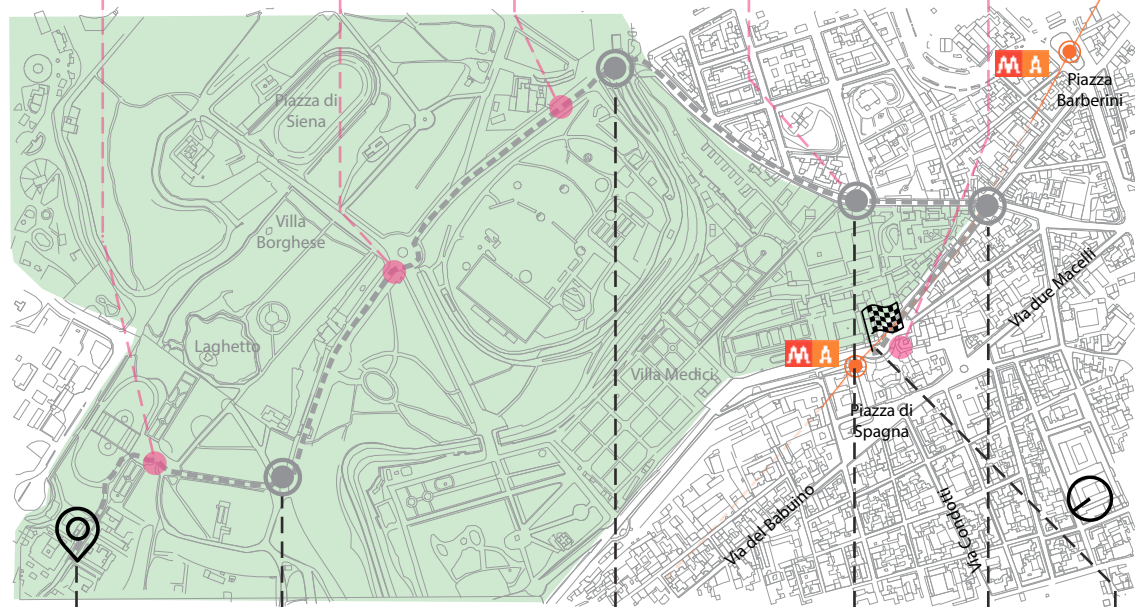 Piazza di
Siena
M A
Piazza
Barberini
Villa
Borghese
Via due Macelli
Laghetto
M A
Villa Medici
Piazza di
Spagna
Via del Babuino
Via Condotti